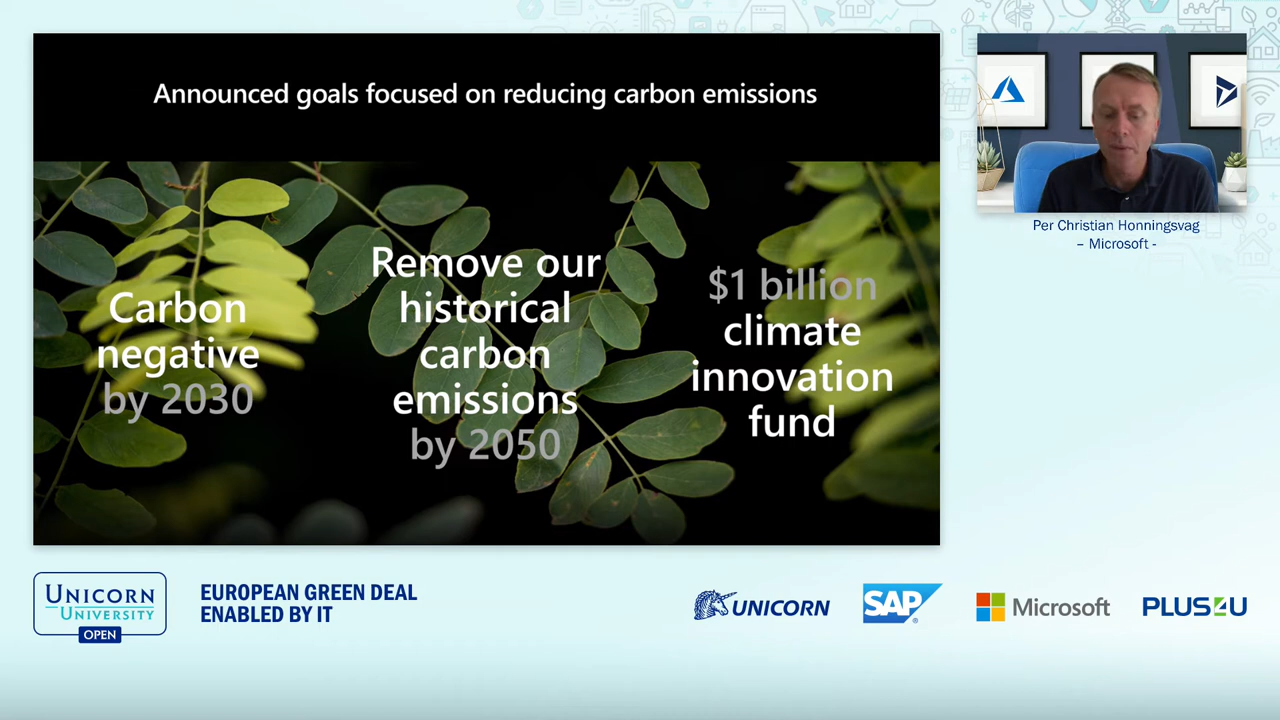 Announced goals focused on reducing carbon emissions
Carbon
negative
by 2030
Remove our
historical
carbon
emissions
by 2050
$1 billion
climate
innovation
fund
Per Christian Honningsvag
– Microsoft -
UNICORN
UNIVERSITY
OPEN
EUROPEAN GREEN DEAL
ENABLED BY IT
UNICORN
SAP
Microsoft
PLUS4U